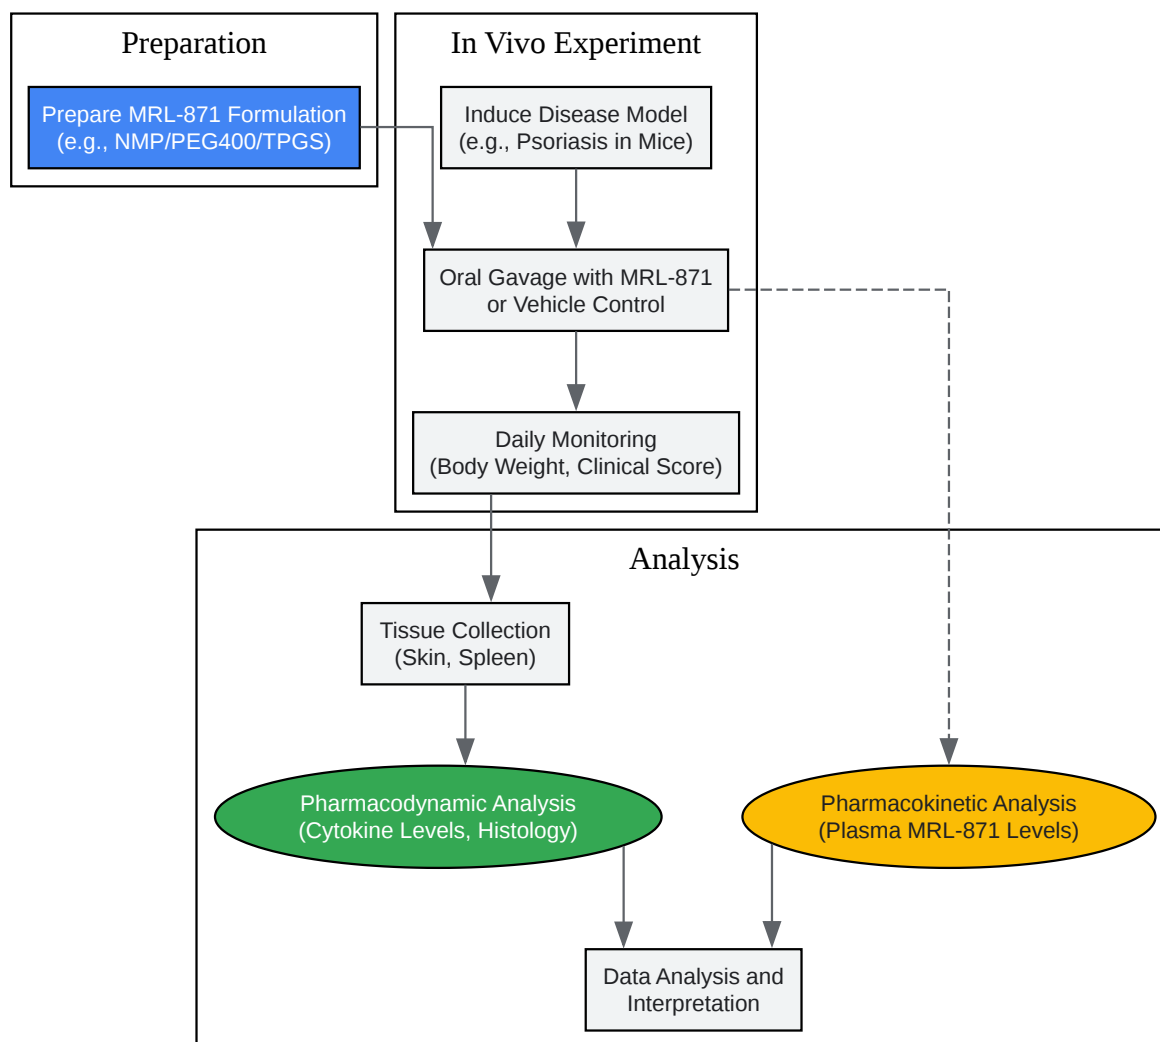 Preparation
Prepare MRL-871 Formulation
(e.g., NMP/PEG400/TPGS)
In Vivo Experiment
Induce Disease Model
(e.g., Psoriasis in Mice)
Oral Gavage with MRL-871
or Vehicle Control
Daily Monitoring
(Body Weight, Clinical Score)
Analysis
Tissue Collection
(Skin, Spleen)
Pharmacodynamic Analysis
(Cytokine Levels, Histology)
Pharmacokinetic Analysis
(Plasma MRL-871 Levels)
Data Analysis and
Interpretation